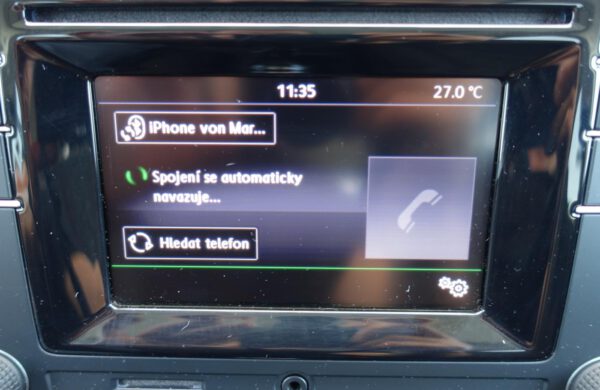 11:35
27.0 °C
iPhone von Mar...
Spojení se automaticky
navazuje...
Hledat telefon